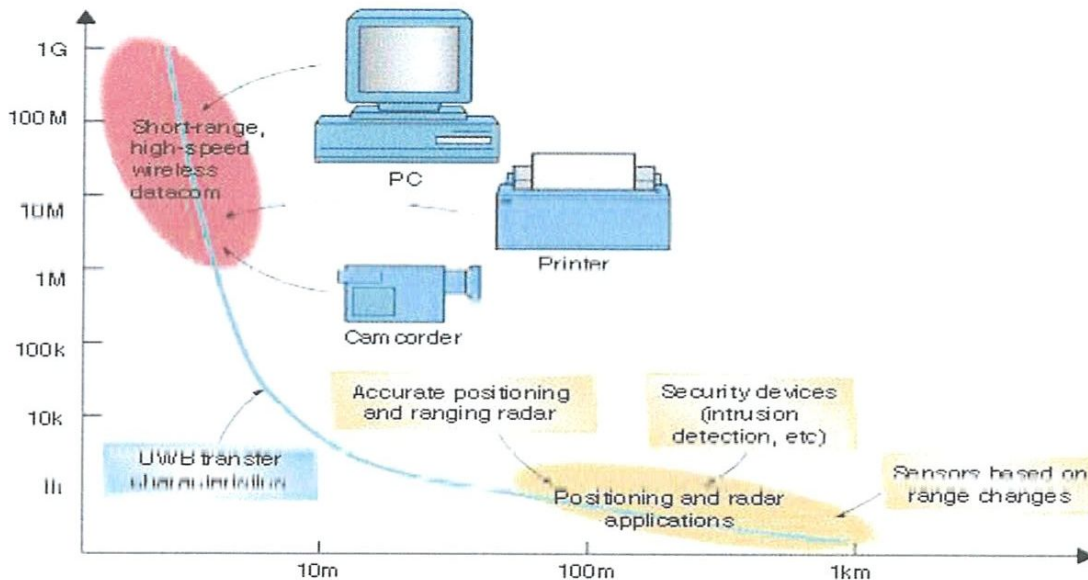 1G
100M
Short-range,
high-speed
wireless
datacom
10M
1M
100k
10k
PC
Printer
Camcorder
Accurate positioning
and ranging radar
Security devices
(intrusion
detection, etc)
UWB transfer
Sensors based on
range changes
Positioning and radar
applications
10m
100m
1km